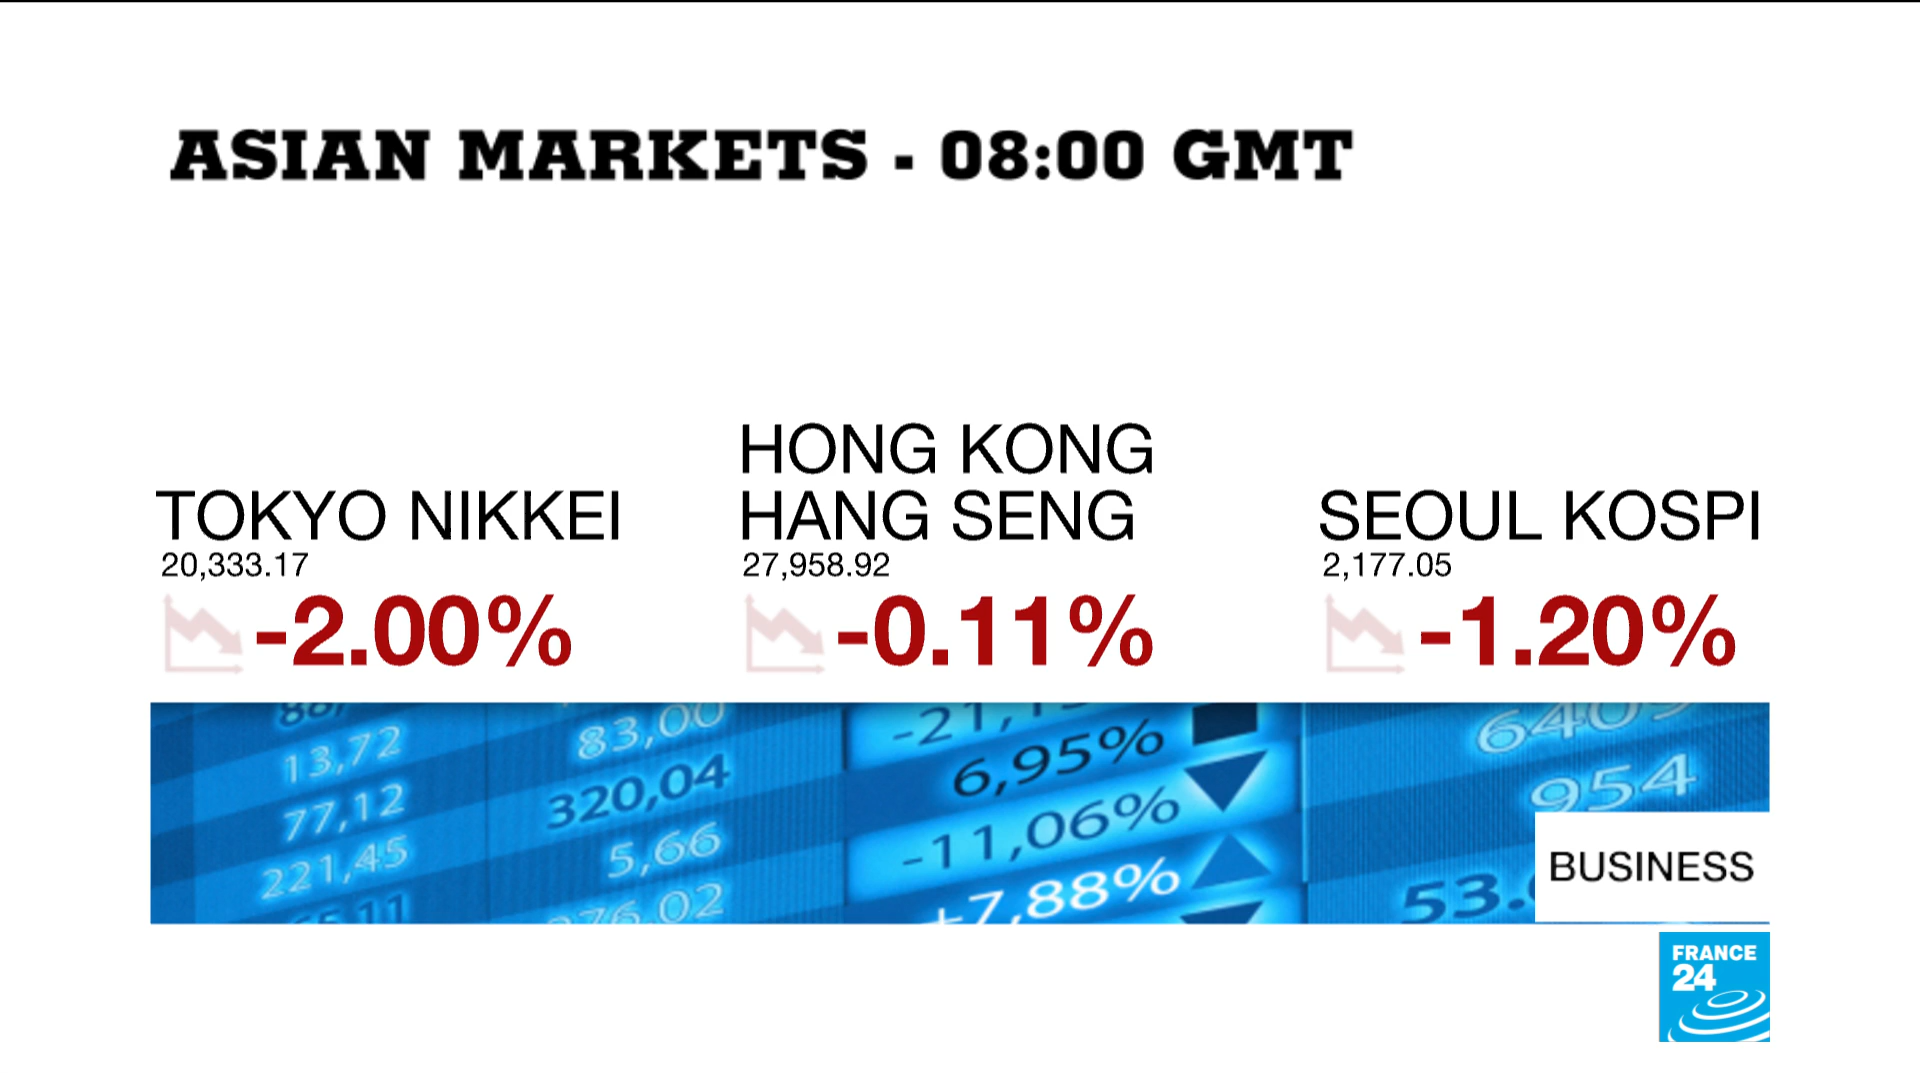 ASIAN MARKETS - 08:00 GMT
TOKYO NIKKEI
20,333.17
-2.00%
HONG KONG
HANG SENG
27,958.92
-0.11%
SEOUL KOSPI
2,177.05
-1.20%
13,72
77,12
221,45
83,00
320,04
5,66
6,95%
-11,06%
+7,88%
954
BUSINESS
FRANCE
24